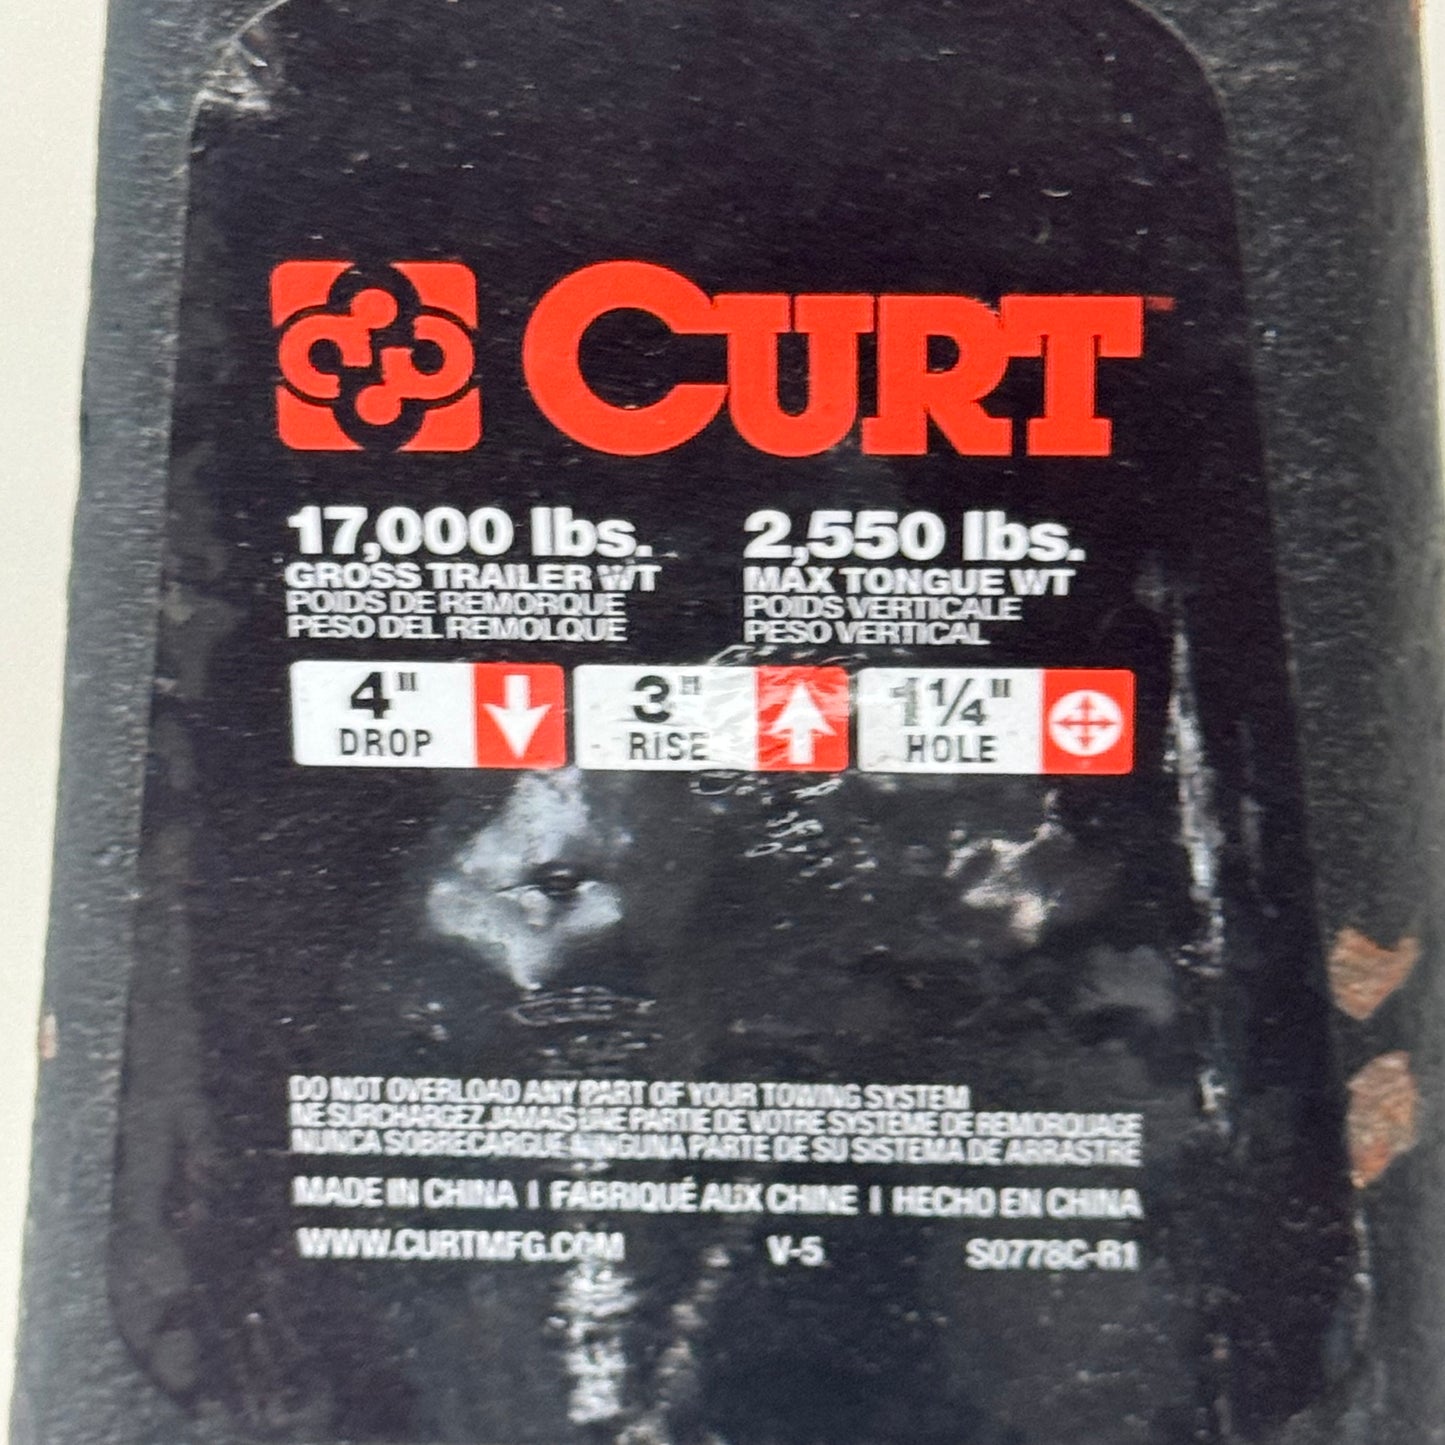 CURT™
17,000 lbs.
GROSS TRAILER WT
POIDS DE REMORQUE
PESO DEL REMOLQUE
2,550 lbs.
MAX TONGUE WT
POIDS VERTICALE
PESO VERTICAL
4"
DROP
3"
RISE
1¼"
HOLE
DO NOT OVERLOAD ANY PART OF YOUR TOWING SYSTEM
NE SURCHARGEZ JAMAIS UNE PARTIE DE VOTRE SYSTEME DE REMORQUAGE
NUNCA SOBRECARGUE NINGUNA PARTE DE SU SISTEMA DE ARRASTRE
MADE IN CHINA | FABRIQUÉ AUX CHINE | HECHO EN CHINA
WWW.CURTMFG.COM V-5 S0778C-R1